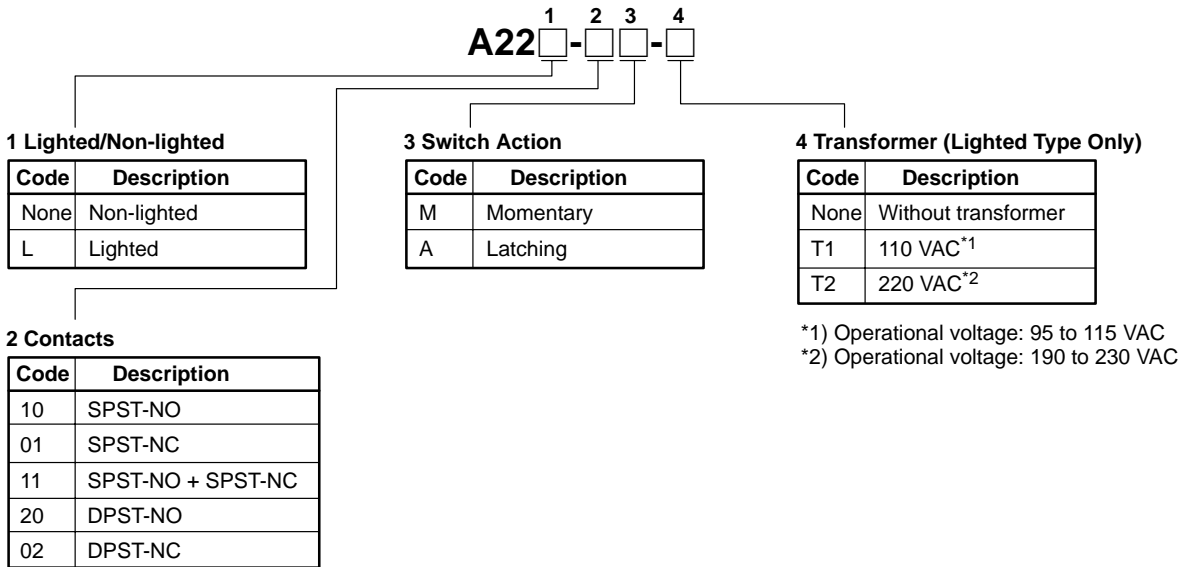 1 2 3 4
A22□-□□-□
1 Lighted/Non-lighted
Code Description
None Non-lighted
L Lighted
2 Contacts
Code Description
10 SPST-NO
01 SPST-NC
11 SPST-NO + SPST-NC
20 DPST-NO
02 DPST-NC
3 Switch Action
Code Description
M Momentary
A Latching
4 Transformer (Lighted Type Only)
Code Description
None Without transformer
T1 110 VAC*1
T2 220 VAC*2
*1) Operational voltage: 95 to 115 VAC
*2) Operational voltage: 190 to 230 VAC